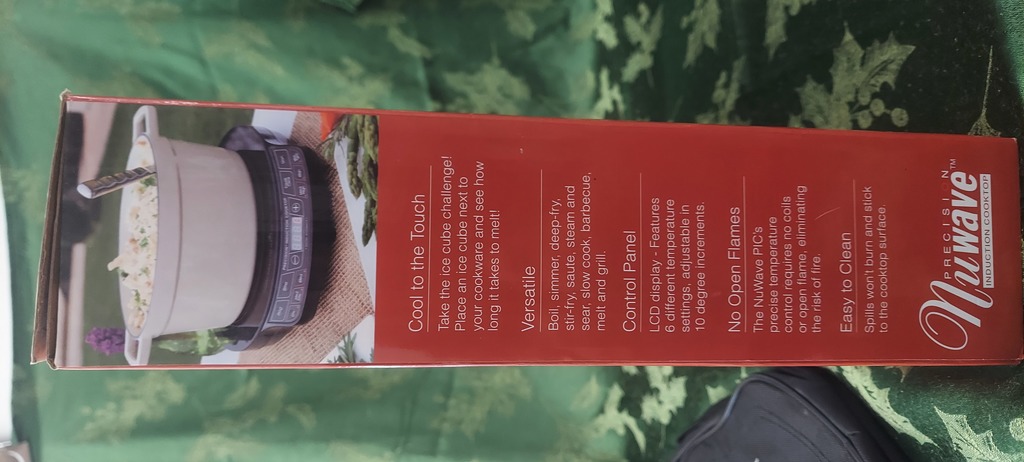 Cool to the Touch
Take the ice cube challenge!
Place an ice cube next to
your cookware and see how
long it takes to melt!
Versatile
Boil, simmer, deep-fry,
stir-fry, saute, steam and
sear, slow cook, barbecue,
melt and grill.
Control Panel
LCD display - Features
6 different temperature
settings, adjustable in
10 degree increments.
No Open Flames
The NUWave PIC's
precise temperature
control requires no coils
or open flame, eliminating
the risk of fire.
Easy to Clean
Spills won't burn and stick
to the cooktop surface.
PRECISION
Nuwave™
INDUCTION COOKTOP